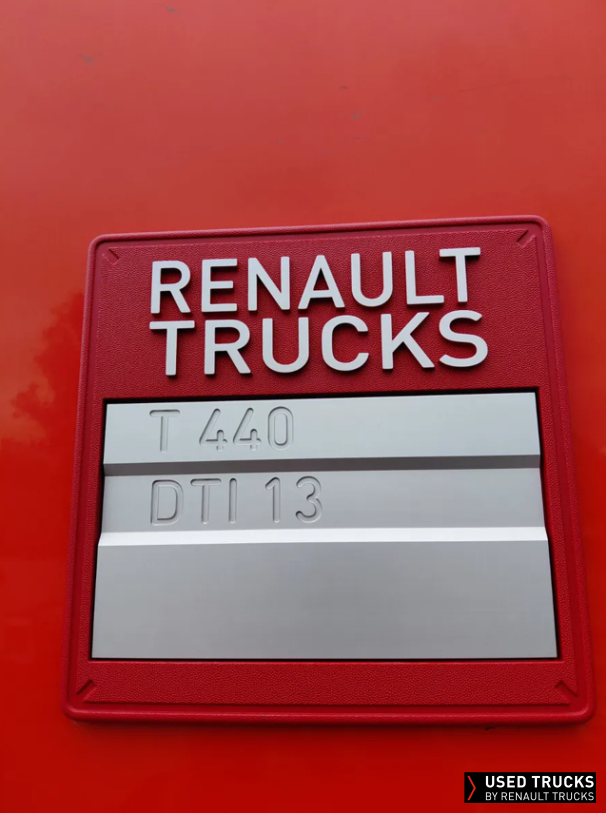 RENAULT
TRUCKS
T 440
DTI 13
USED TRUCKS
BY RENAULT TRUCKS